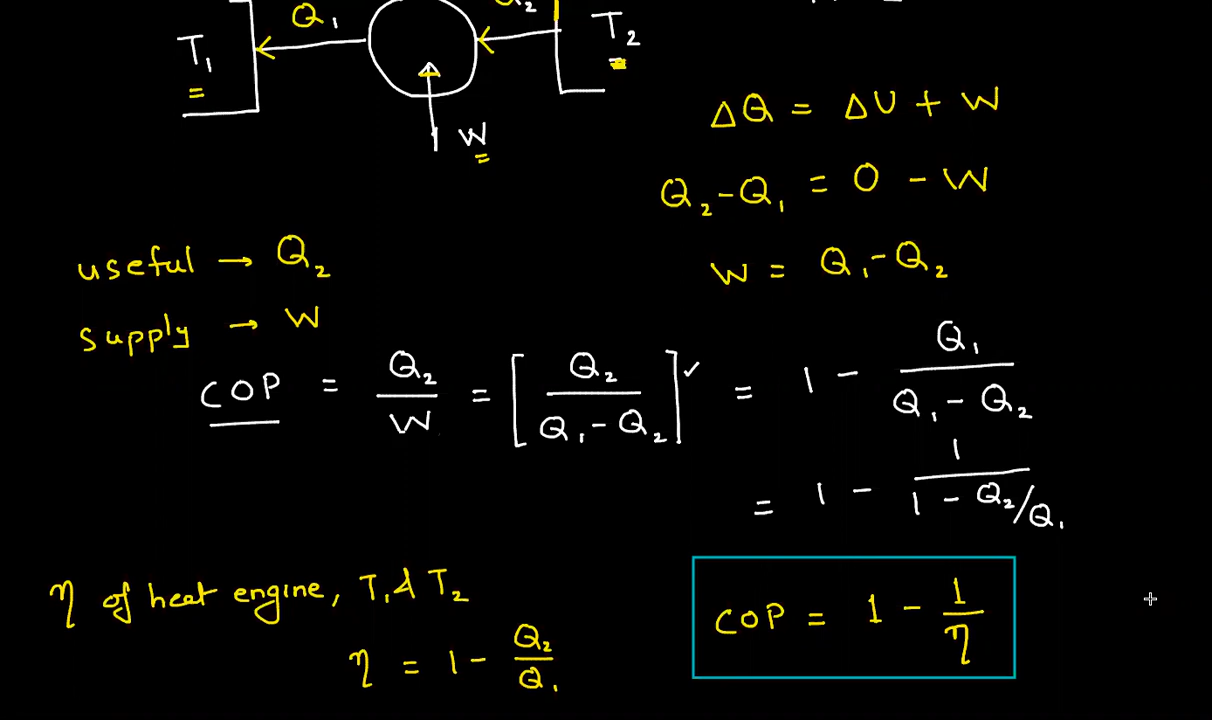 Q₁
T₁
T₂
W
ΔQ = ΔU + W
Q₂-Q₁ = 0 - W
W = Q₁-Q₂
useful → Q₂
supply → W
COP = Q₂/W = [Q₂/(Q₁-Q₂)]✓ = 1 - Q₁/(Q₁-Q₂)
= 1 - 1/(1-Q₂/Q₁)
η of heat engine, T₁ & T₂
η = 1 - Q₂/Q₁
COP = 1 - 1/η